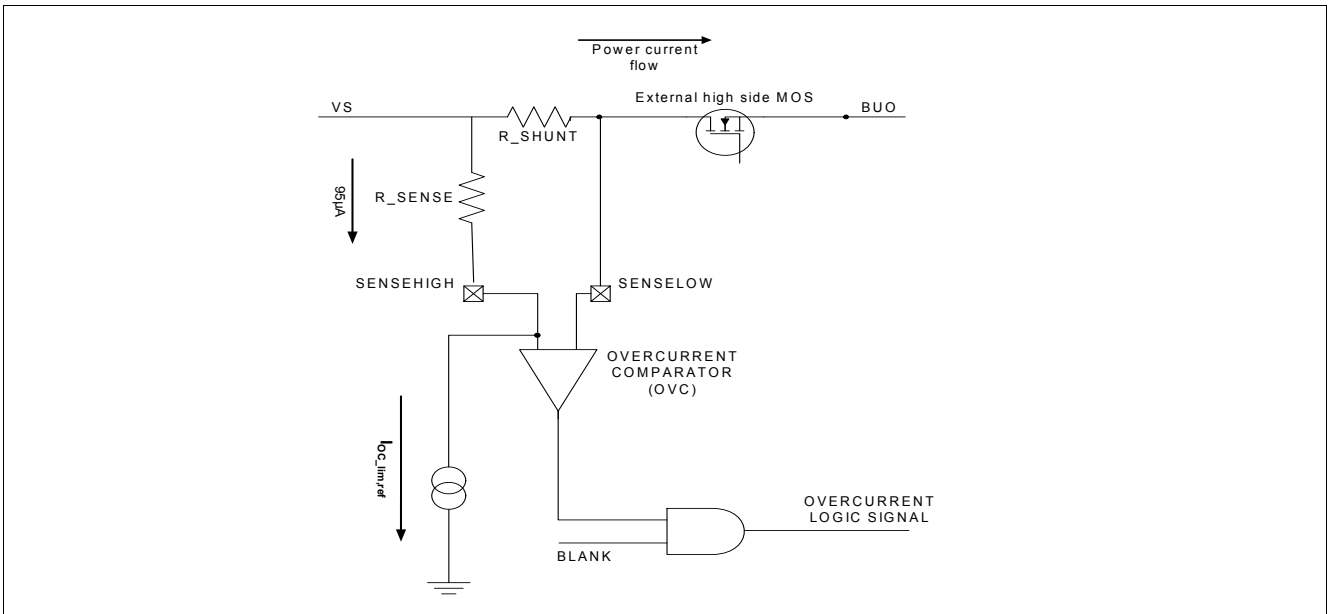 Power current
flow
External high side MOS
VS
BUO
R_SHUNT
95µA
R_SENSE
SENSEHIGH
SENSELOW
OVERCURRENT
COMPARATOR
(OVC)
IOC_lim,ref
OVERCURRENT
LOGIC SIGNAL
BLANK